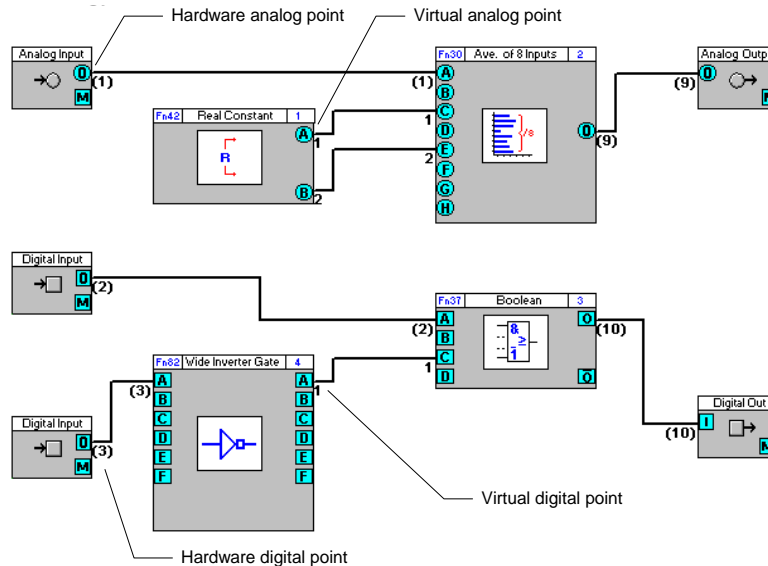 Hardware analog point
Virtual analog point
Analog Input
O
(1)
M
Fn42 Real Constant 1
R
A
1
B
2
Fn30 Ave. of 8 Inputs 2
(1)
A
B
C
1
D
E
2
F
G
H
/8
O
(9)
Analog Outp
(9)
O
M
Digital Input
O
(2)
M
Fn37 Boolean 3
(2)
A
B
C
1
D
&
≥
1
O
(10)
O
Fn82 Wide Inverter Gate 4
(3)
A A
1
B B
C C
D D
E E
F F
Digital Input
O
(3)
M
Digital Out
I
(10)
M
Virtual digital point
Hardware digital point